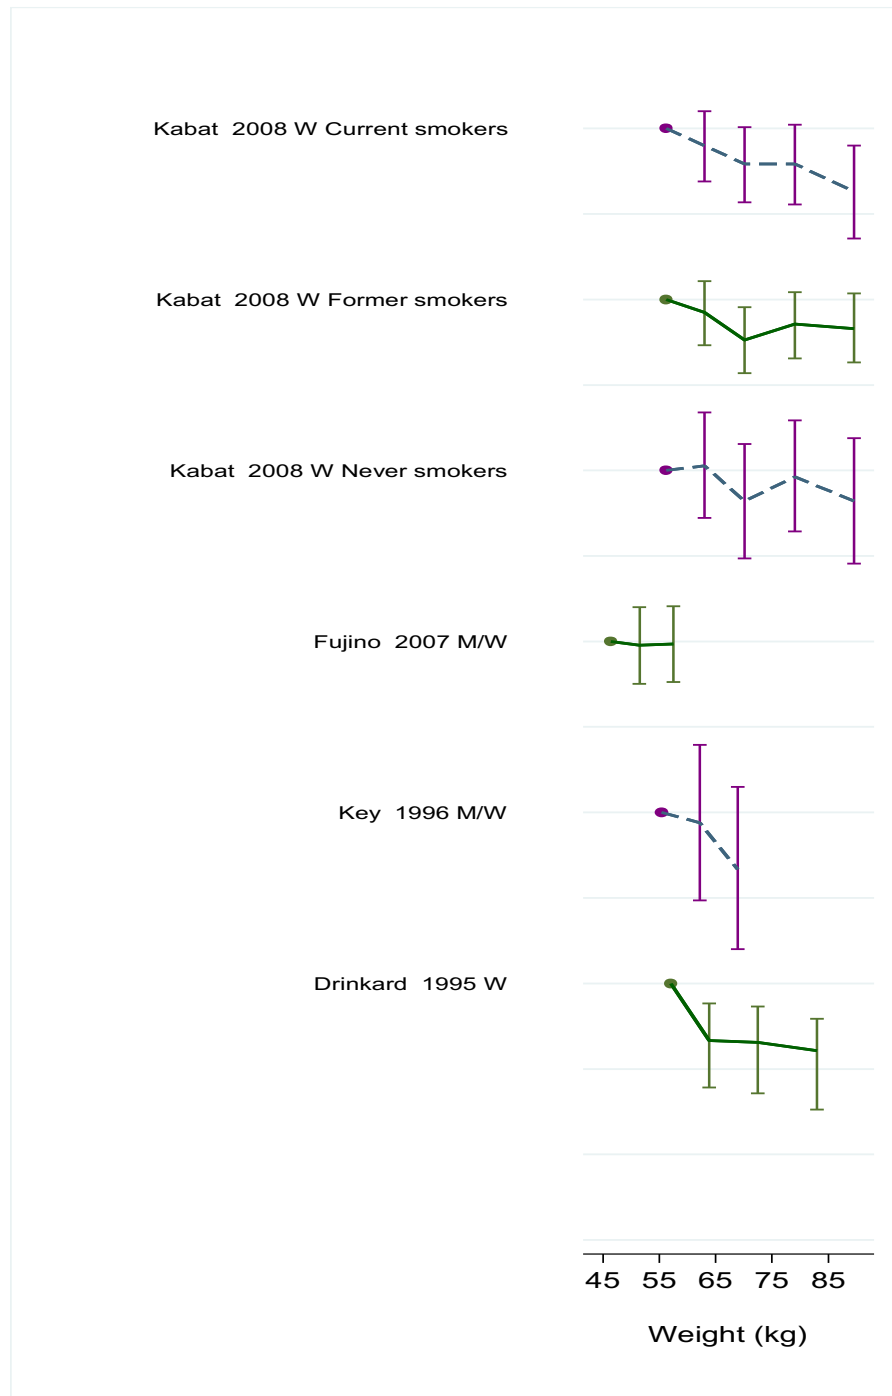 Kabat  2008 W Current smokers
Kabat  2008 W Former smokers
Kabat  2008 W Never smokers
Fujino  2007 M/W
Key  1996 M/W
Drinkard  1995 W
45 55 65 75 85
Weight (kg)